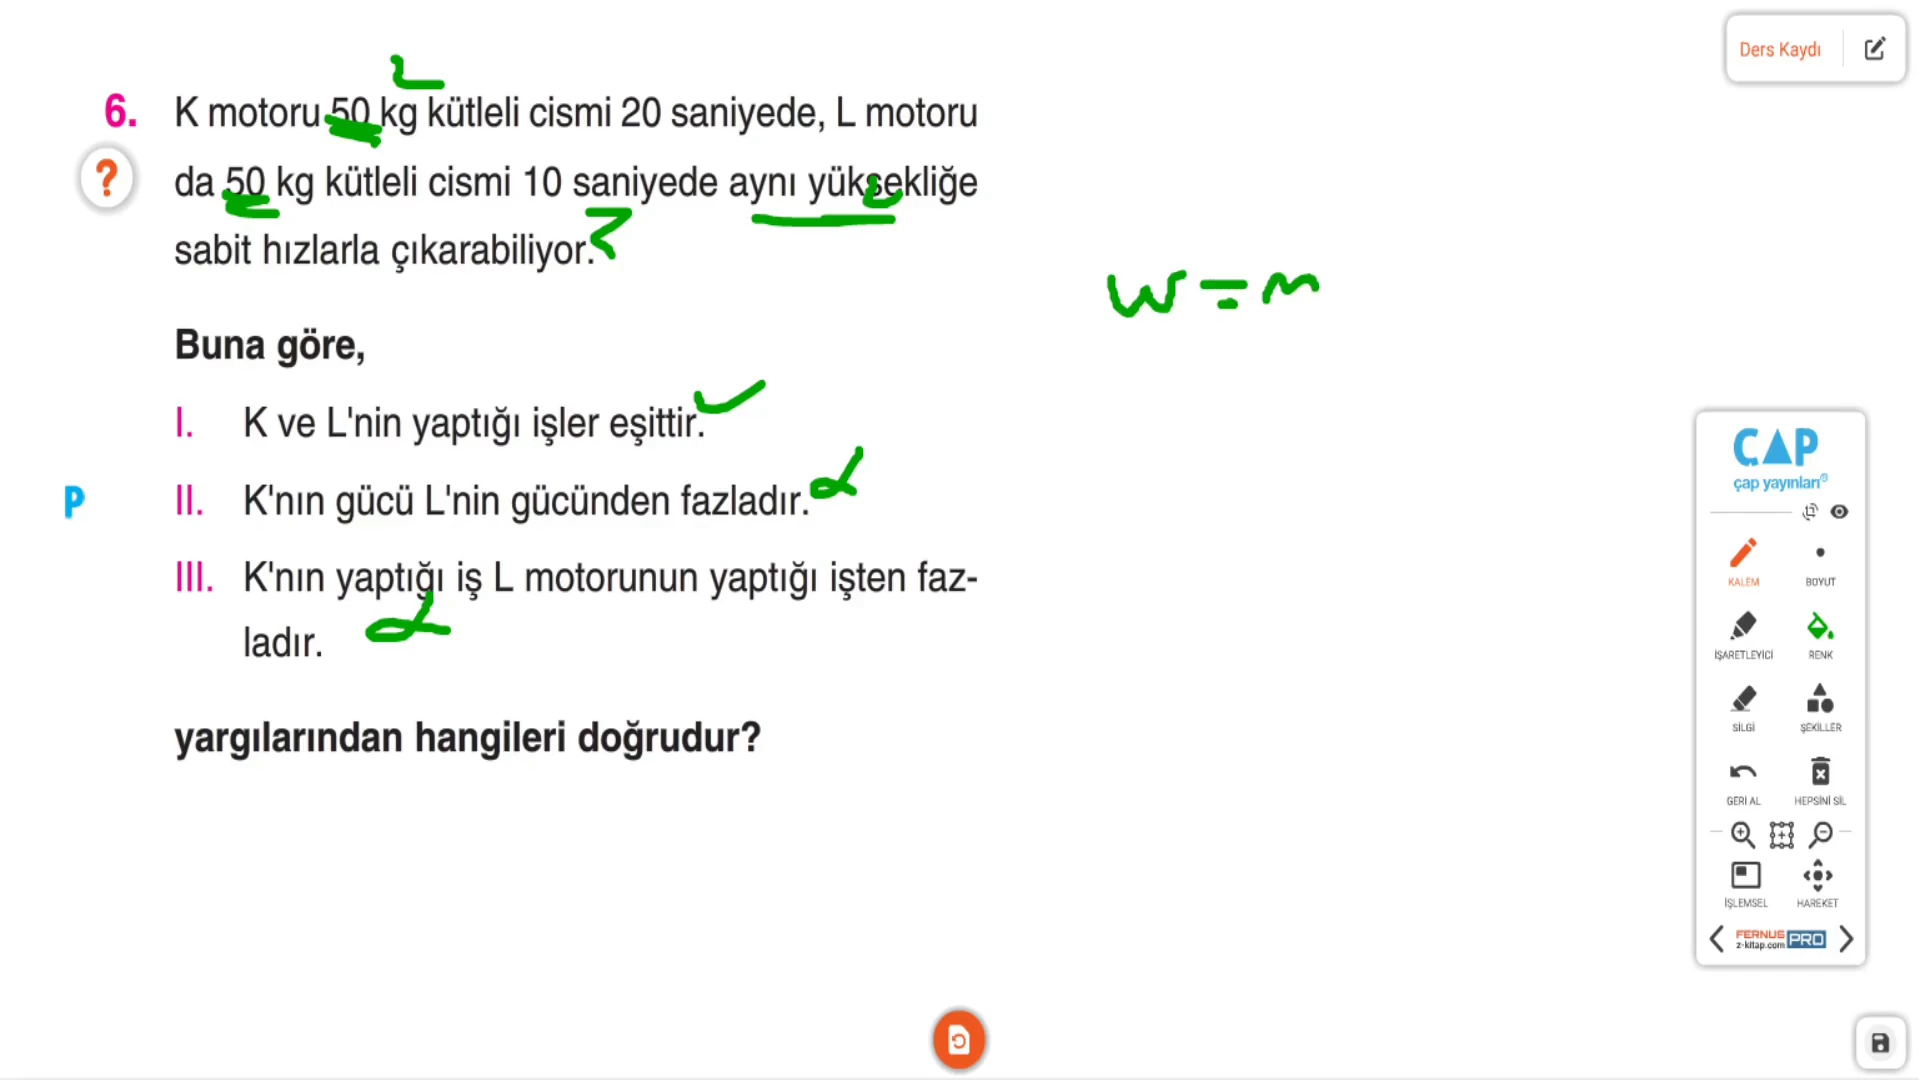 Ders Kaydı
6. K motoru 50 kg kütleli cismi 20 saniyede, L motoru
? da 50 kg kütleli cismi 10 saniyede aynı yüksekliğe
sabit hızlarla çıkarabiliyor.
w = m
Buna göre,
I. K ve L'nin yaptığı işler eşittir.
P II. K'nın gücü L'nin gücünden fazladır.
III. K'nın yaptığı iş L motorunun yaptığı işten faz-
ladır.
yargılarından hangileri doğrudur?
ÇAP
çap yayınları®
KALEM BOYUT
İŞARETLEYİCİ RENK
SİLGİ ŞEKİLLER
GERİ AL HEPSİNİ SİL
İŞLEMSEL HAREKET
FERNUS
z-kitap.com PRO